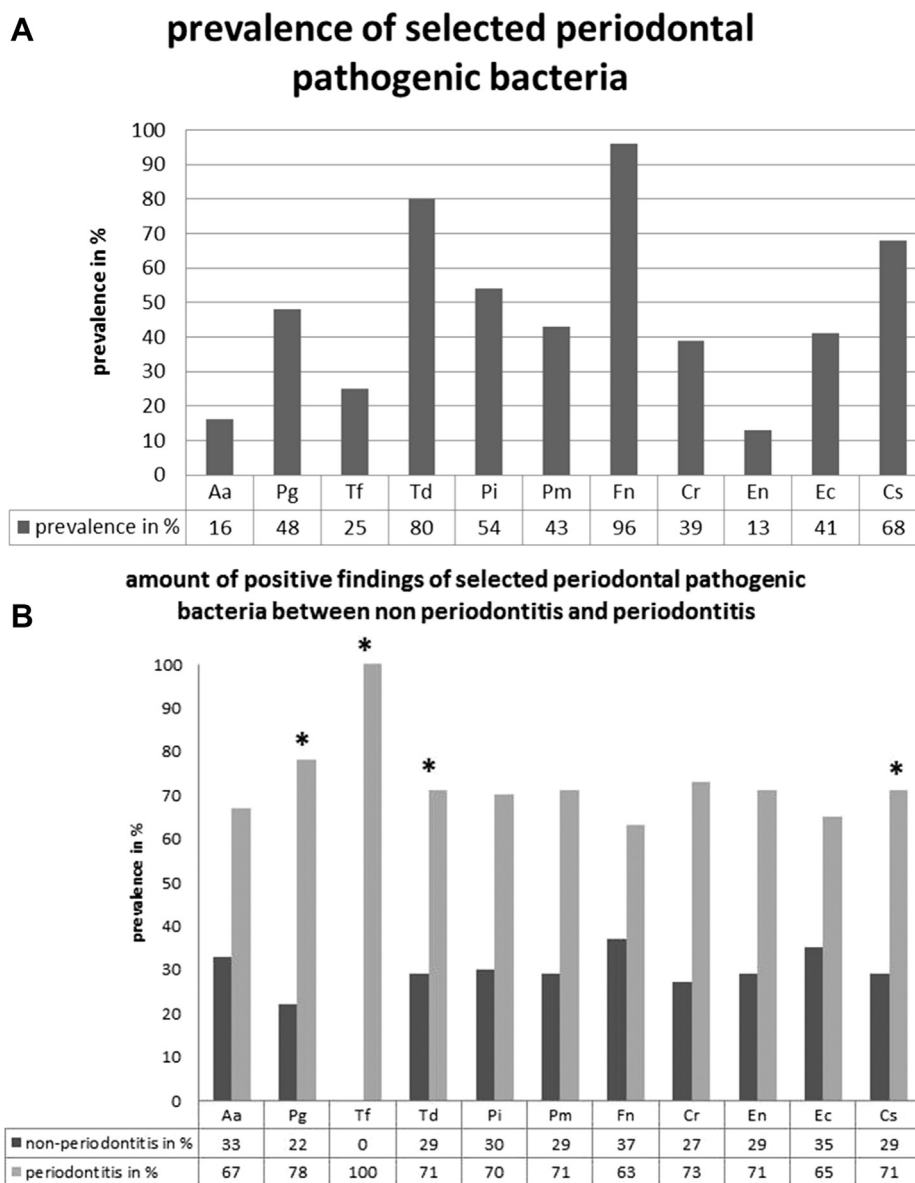 A
prevalence of selected periodontal
pathogenic bacteria
prevalence in %
100
90
80
70
60
50
40
30
20
10
0
Aa Pg Tf Td Pi Pm Fn Cr En Ec Cs
prevalence in % 16 48 25 80 54 43 96 39 13 41 68
B
amount of positive findings of selected periodontal pathogenic
bacteria between non periodontitis and periodontitis
prevalence in %
100
90
80
70
60
50
40
30
20
10
0
* * * *
Aa Pg Tf Td Pi Pm Fn Cr En Ec Cs
non-periodontitis in % 33 22 0 29 30 29 37 27 29 35 29
periodontitis in % 67 78 100 71 70 71 63 73 71 65 71